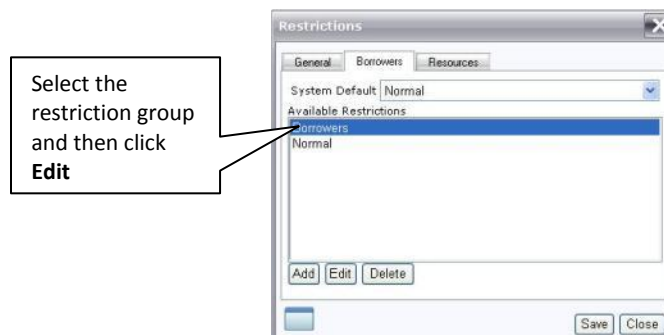 Restrictions
General Borrowers Resources
System Default Normal
Available Restrictions
Borrowers
Normal
Add Edit Delete
Save Close
Select the
restriction group
and then click
Edit